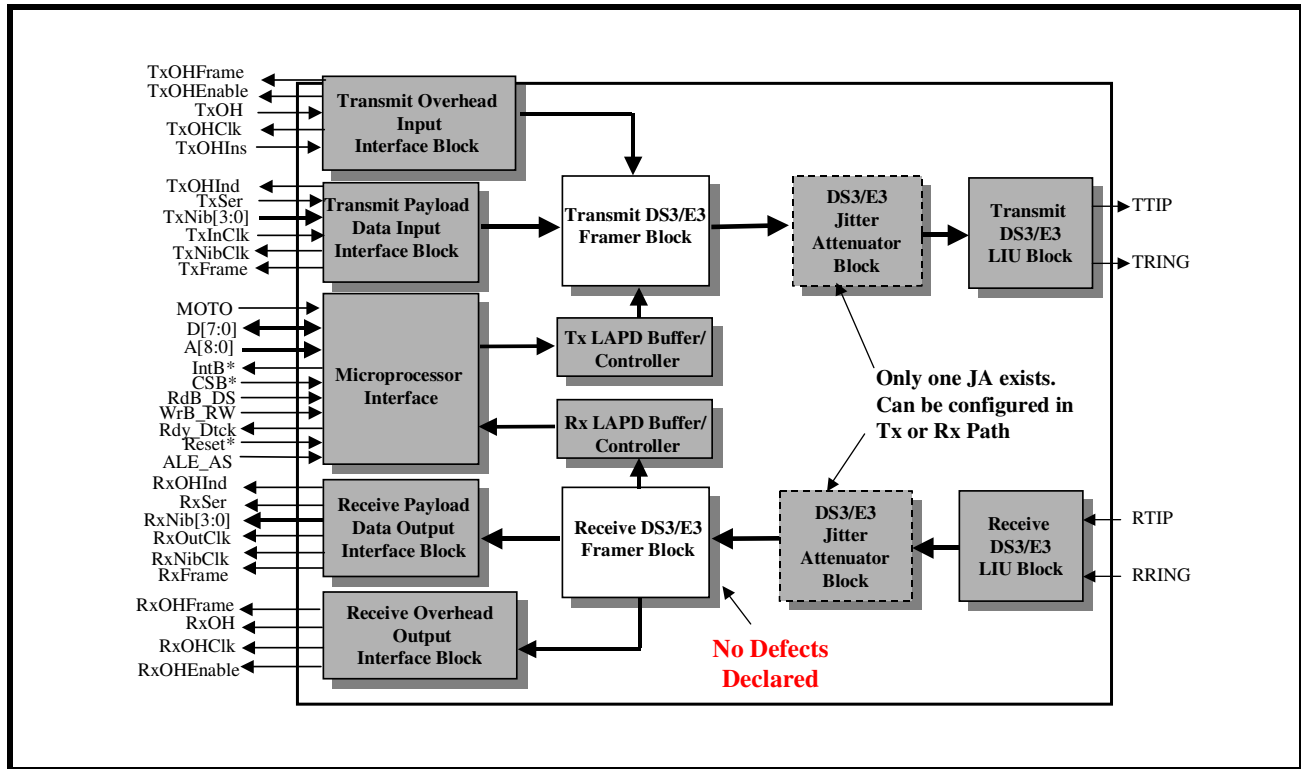 TxOHFrame
TxOHEnable
TxOH
TxOHClk
TxOHIns
Transmit Overhead
Input
Interface Block
TxOHInd
TxSer
TxNib[3:0]
TxInClk
TxNibClk
TxFrame
Transmit Payload
Data Input
Interface Block
Transmit DS3/E3
Framer Block
DS3/E3
Jitter
Attenuator
Block
Transmit
DS3/E3
LIU Block
TTIP
TRING
MOTO
D[7:0]
A[8:0]
IntB*
CSB*
RdB_DS
WrB_RW
Rdy_Dtck
Reset*
ALE_AS
Microprocessor
Interface
Tx LAPD Buffer/
Controller
Rx LAPD Buffer/
Controller
Only one JA exists.
Can be configured in
Tx or Rx Path
RxOHInd
RxSer
RxNib[3:0]
RxOutClk
RxNibClk
RxFrame
Receive Payload
Data Output
Interface Block
Receive DS3/E3
Framer Block
DS3/E3
Jitter
Attenuator
Block
Receive
DS3/E3
LIU Block
RTIP
RRING
RxOHFrame
RxOH
RxOHClk
RxOHEnable
Receive Overhead
Output
Interface Block
No Defects
Declared